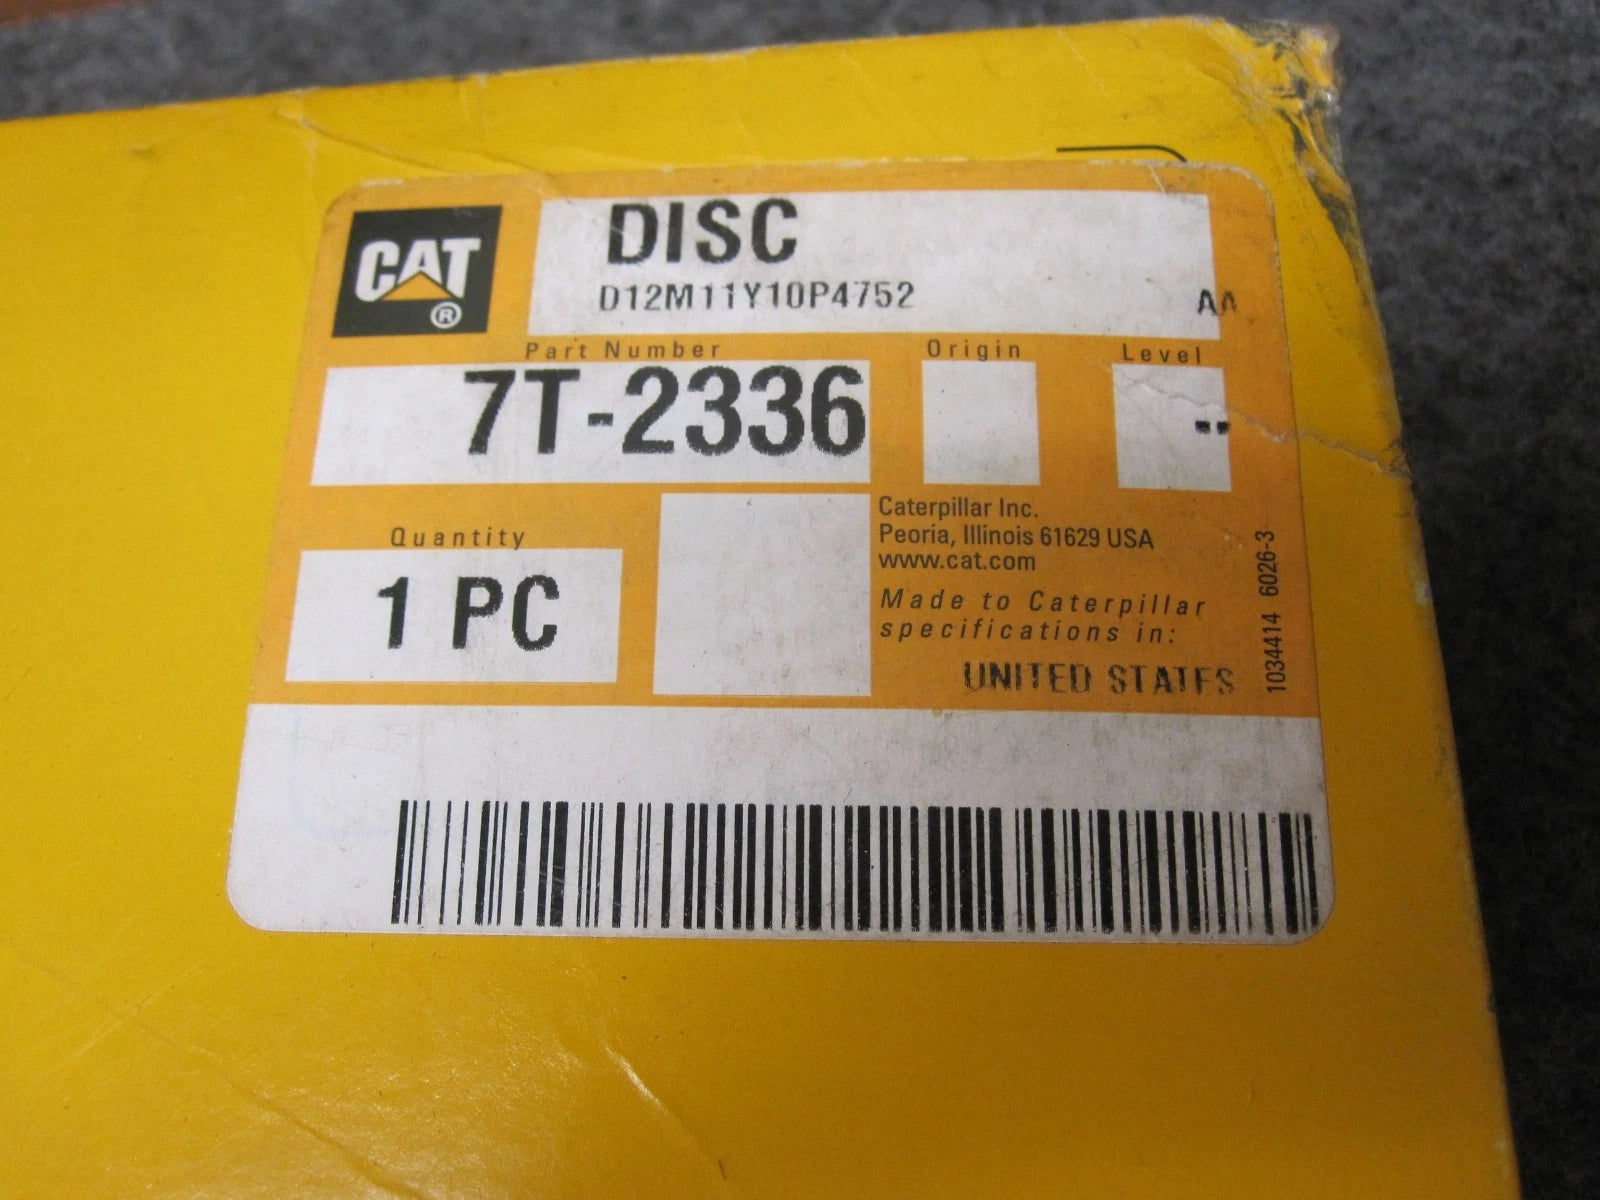 CAT
®
DISC
D12M11Y10P4752 AA
Part Number Origin Level
7T-2336 --
Quantity
1 PC
Caterpillar Inc.
Peoria, Illinois 61629 USA
www.cat.com
Made to Caterpillar
specifications in:
UNITED STATES
1034414 6026-3